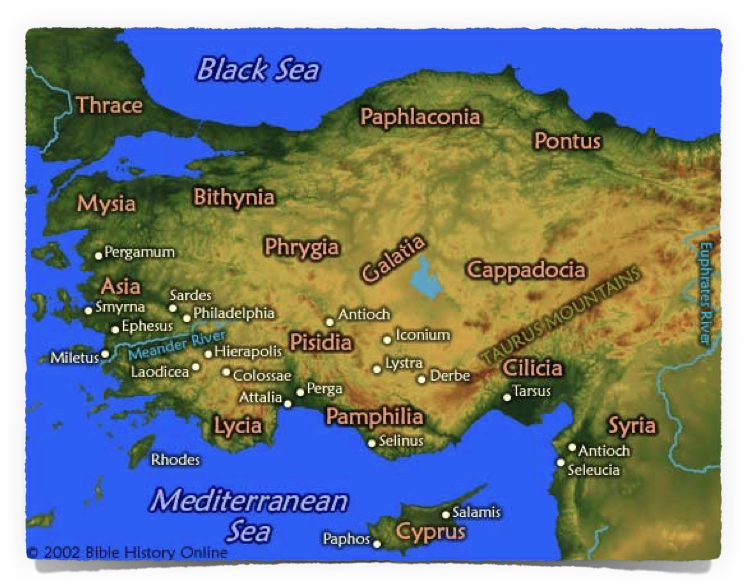 Black Sea
Thrace
Paphlaconia
Pontus
Mysia
Bithynia
Phrygia
Galatia
Cappadocia
Pergamum
Asia
Smyrna
Sardes
Philadelphia
Ephesus
Antioch
Iconium
Pisidia
TAURUS MOUNTAINS
Euphrates River
Miletus
Meander River
Hierapolis
Laodicea
Colossae
Lystra
Derbe
Cilicia
Tarsus
Attalia
Perga
Pamphilia
Lycia
Selinus
Syria
Antioch
Seleucia
Rhodes
Mediterranean
Sea
Salamis
Paphos
Cyprus
© 2002 Bible History Online